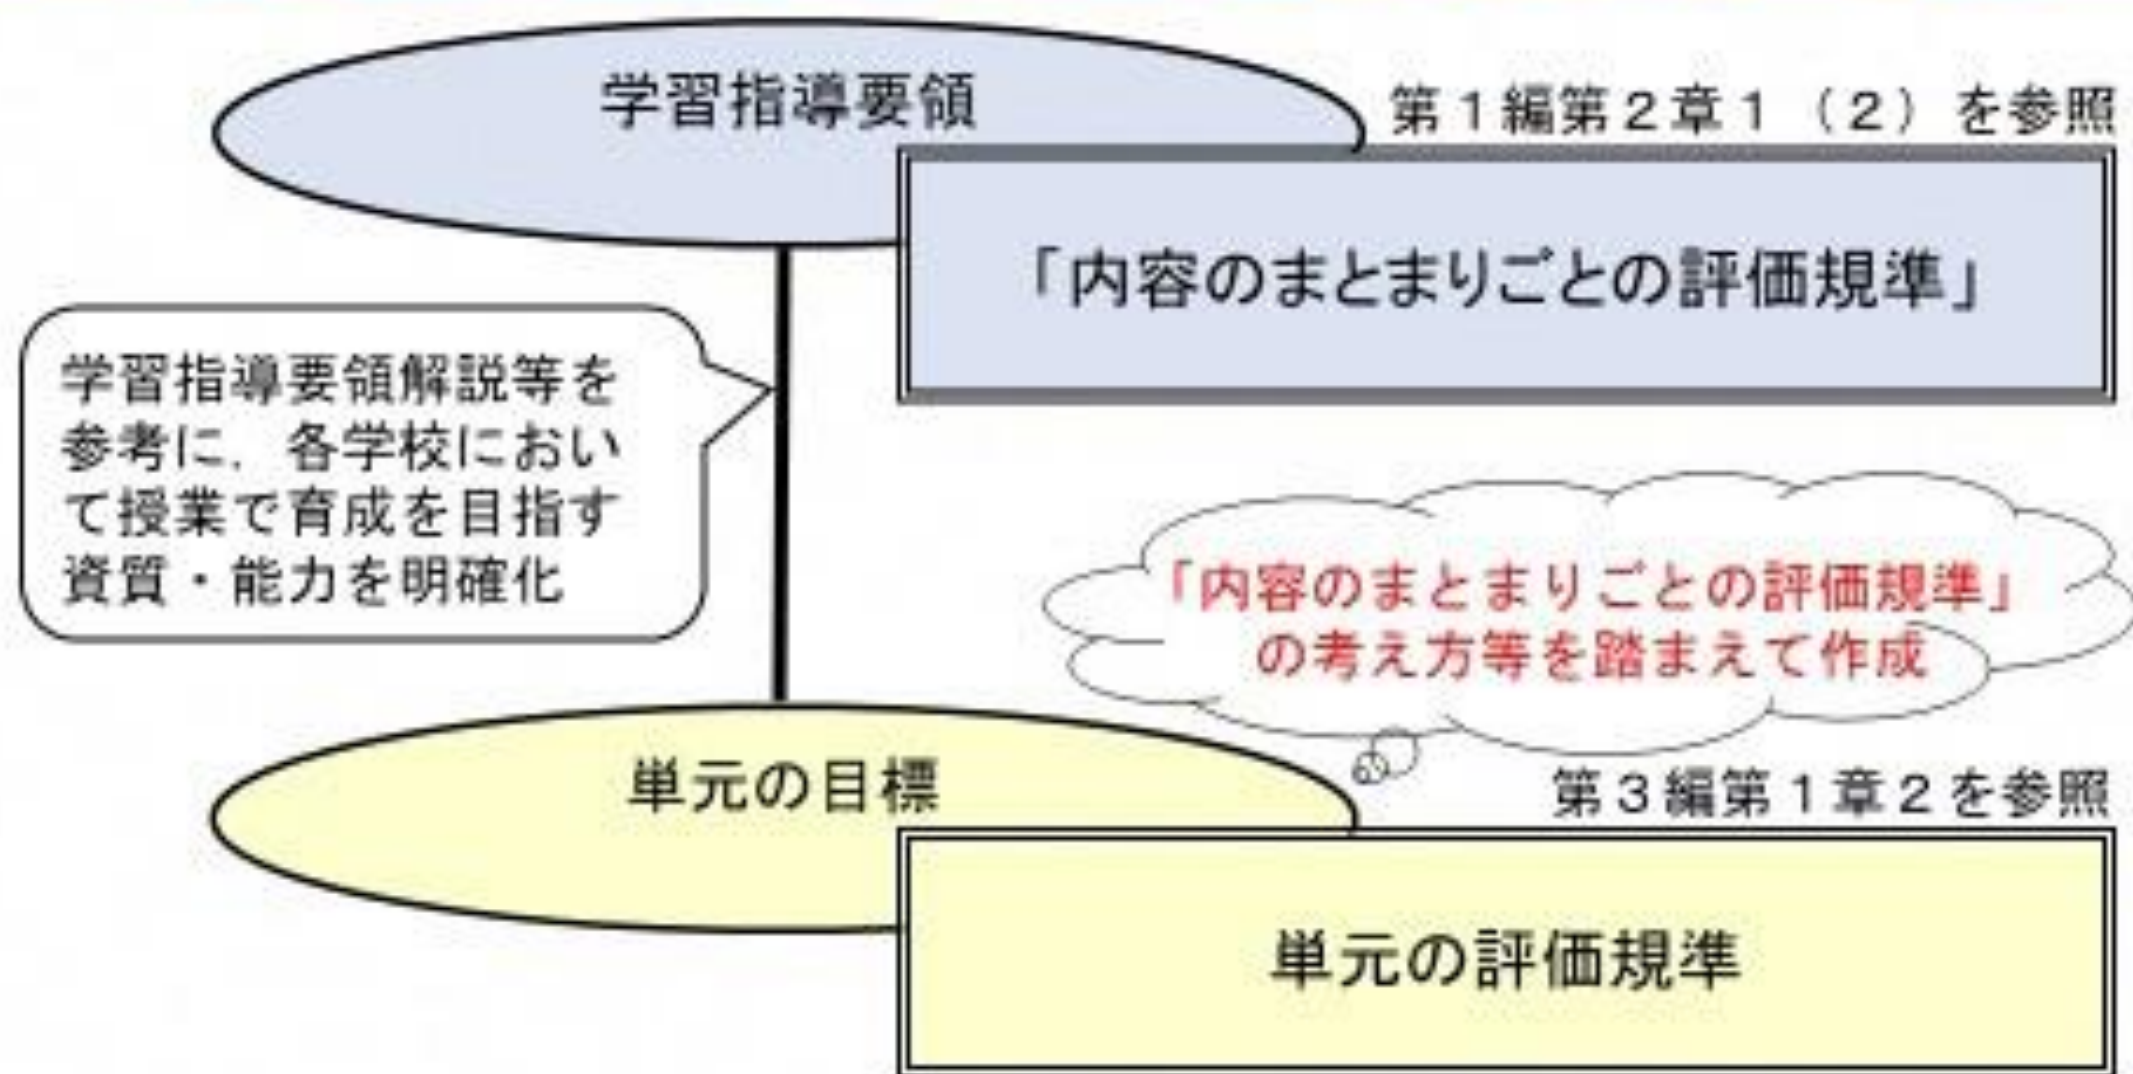 学習指導要領
第1編第2章1（2）を参照
「内容のまとまりごとの評価規準」
学習指導要領解説等を
参考に，各学校におい
て授業で育成を目指す
資質・能力を明確化
「内容のまとまりごとの評価規準」
の考え方等を踏まえて作成
単元の目標
第3編第1章2を参照
単元の評価規準